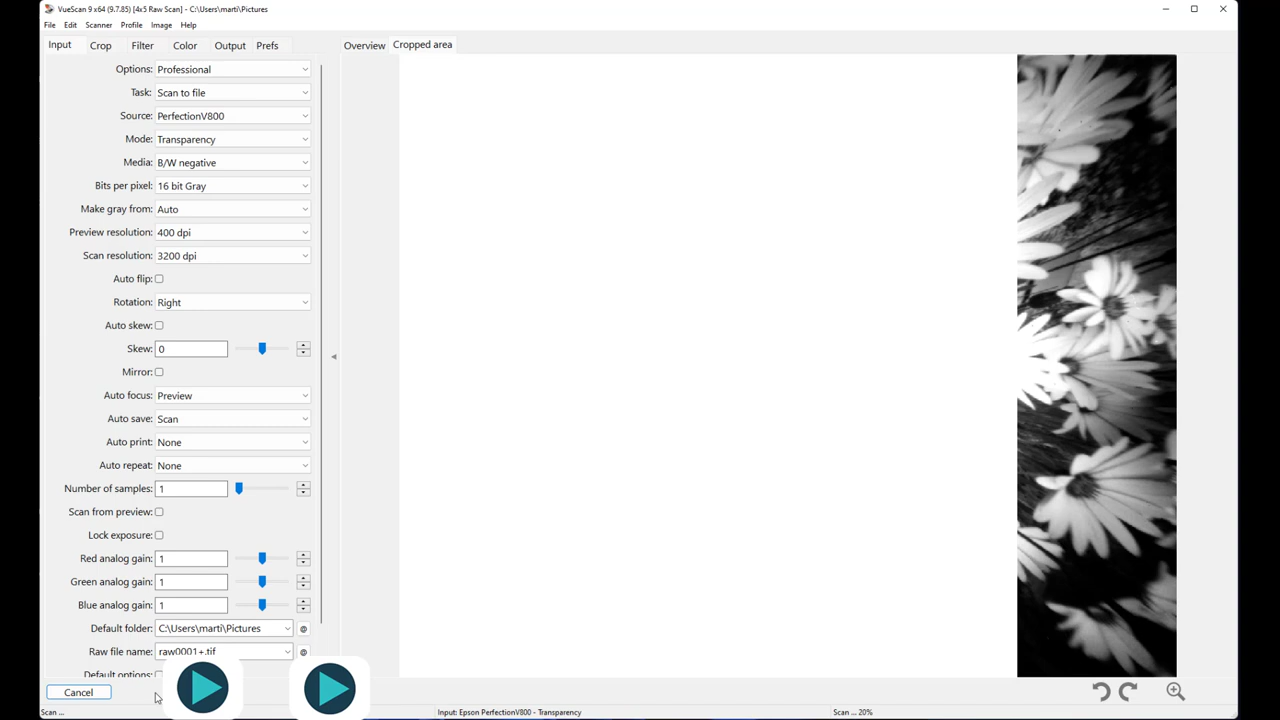 VueScan 9 x64 (9.7.85) [4x5 Raw Scan] - C:\Users\marti\Pictures
File Edit Scanner Profile Image Help
Input Crop Filter Color Output Prefs Overview Cropped area
Options: Professional
Task: Scan to file
Source: PerfectionV800
Mode: Transparency
Media: B/W negative
Bits per pixel: 16 bit Gray
Make gray from: Auto
Preview resolution: 400 dpi
Scan resolution: 3200 dpi
Auto flip:
Rotation: Right
Auto skew:
Skew: 0
Mirror:
Auto focus: Preview
Auto save: Scan
Auto print: None
Auto repeat: None
Number of samples: 1
Scan from preview:
Lock exposure:
Red analog gain: 1
Green analog gain: 1
Blue analog gain: 1
Default folder: C:\Users\marti\Pictures @
Raw file name: raw0001+.tif @
Default options:
Cancel
Scan ... Input: Epson PerfectionV800 - Transparency Scan ... 20%